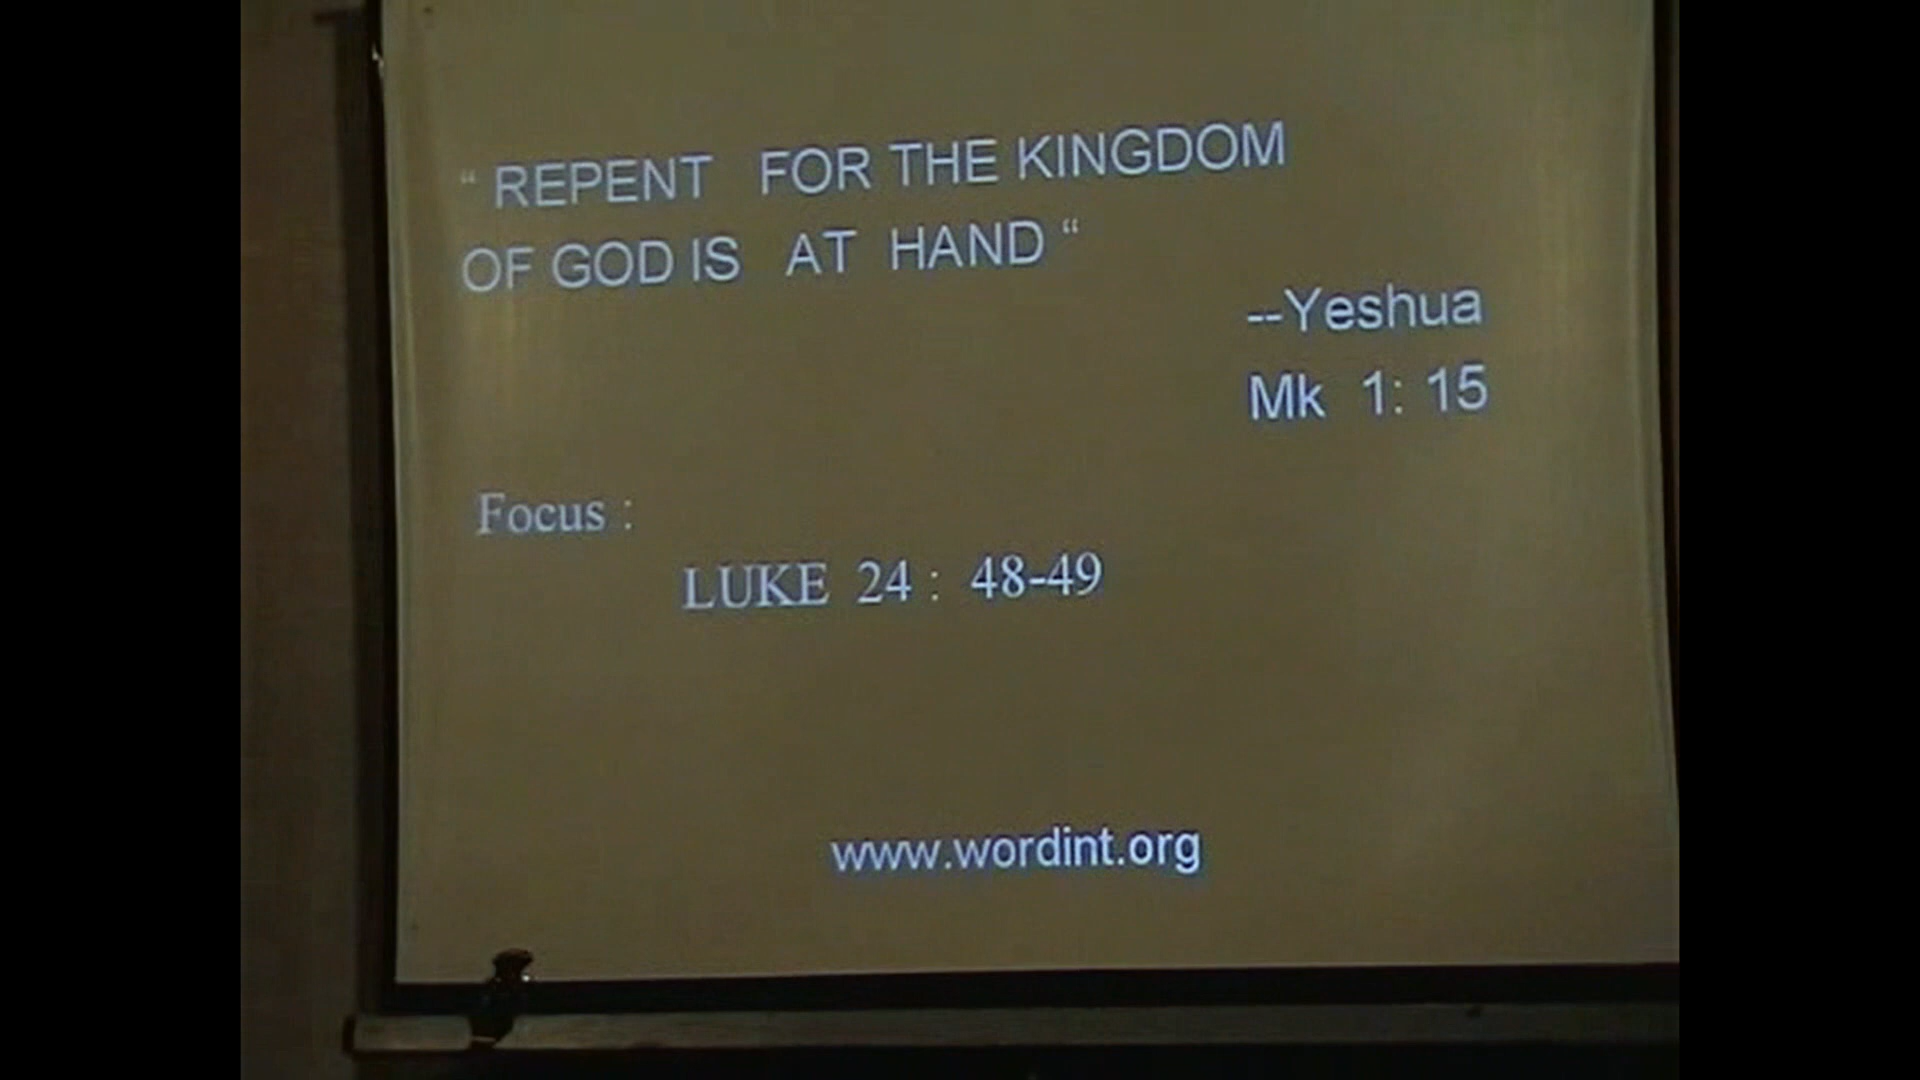 “ REPENT FOR THE KINGDOM
OF GOD IS AT HAND “
--Yeshua
Mk 1: 15
Focus :
LUKE 24 : 48-49
www.wordint.org